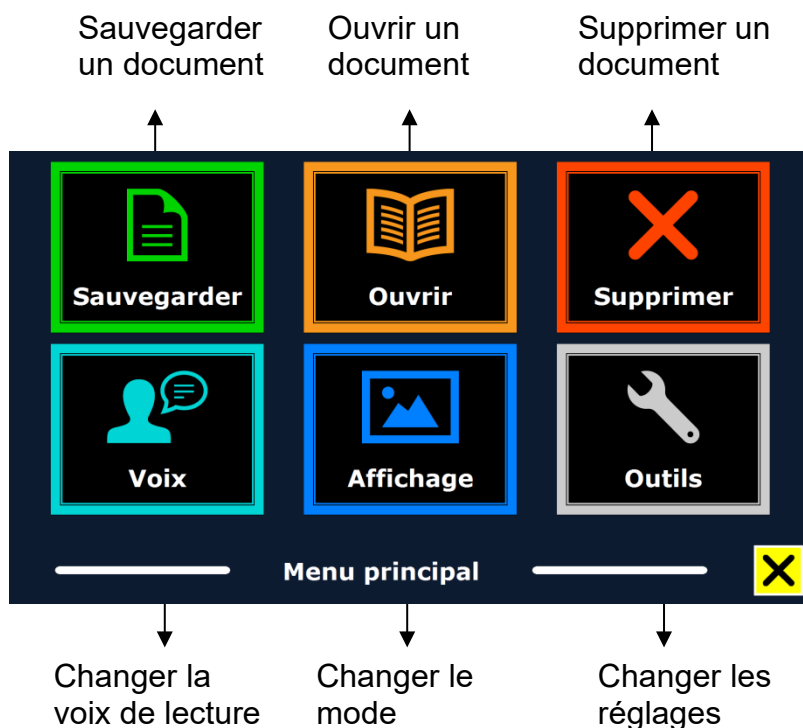 Sauvegarder
un document
Ouvrir un
document
Supprimer un
document
Sauvegarder
Ouvrir
Supprimer
Voix
Affichage
Outils
Menu principal
Changer la
voix de lecture
Changer le
mode
Changer les
réglages